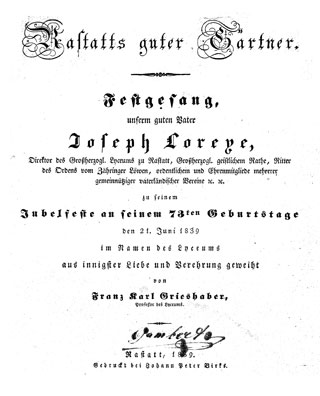 Rastatts guter Gärtner.
Festgesang,
unserm guten Vater
Joseph Loreye,
Direktor des Großherzogl. Lyceums zu Rastatt, Großherzogl. geistlichem Rathe, Ritter
des Ordens vom Zähringer Löwen, ordentlichem und Ehrenmitgliede mehrerer
gemeinnütziger vaterländischer Vereine ꝛc. ꝛc.
zu seinem
Jubelfeste an seinem 73ten Geburtstage
den 21. Juni 1839
im Namen des Lyceums
aus innigster Liebe und Verehrung geweiht
von
Franz Karl Grieshaber,
Professor des Lyceums.
Rastatt, 1839.
Gedruckt bei Johann Peter Birks.